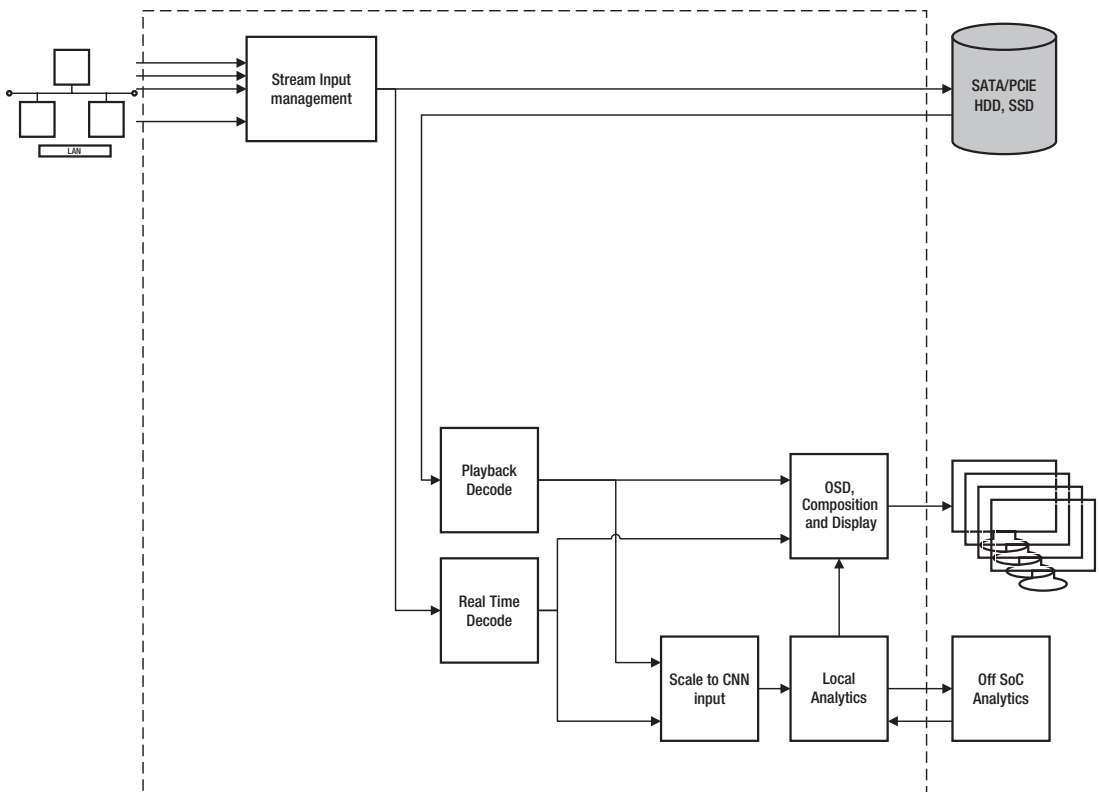 Stream Input
management
SATA/PCIE
HDD, SSD
LAN
Playback
Decode
OSD,
Composition
and Display
Real Time
Decode
Scale to CNN
input
Local
Analytics
Off SoC
Analytics